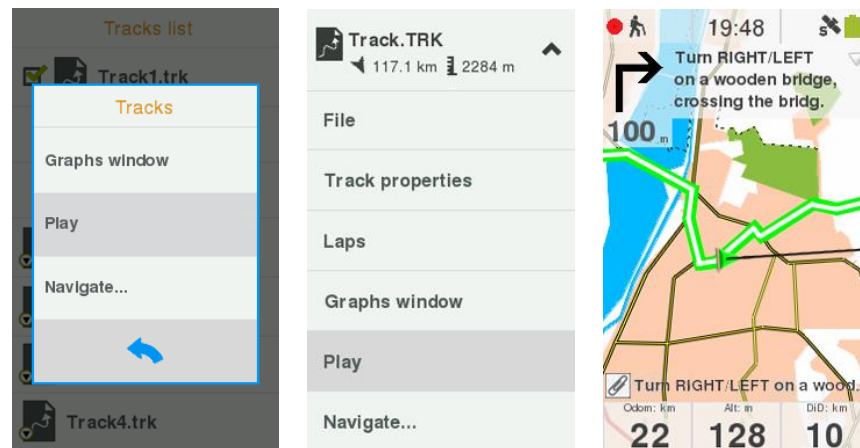 Tracks list
Track1.trk
Tracks
Graphs window
Play
Navigate...
Track4.trk
Track.TRK
117.1 km 2284 m
File
Track properties
Laps
Graphs window
Play
Navigate...
19:48
S
Turn RIGHT/LEFT
on a wooden bridge,
crossing the bridg.
100 m
Turn RIGHT/LEFT on a wood.
Odom: km Alt: m DiD: km
22 128 10